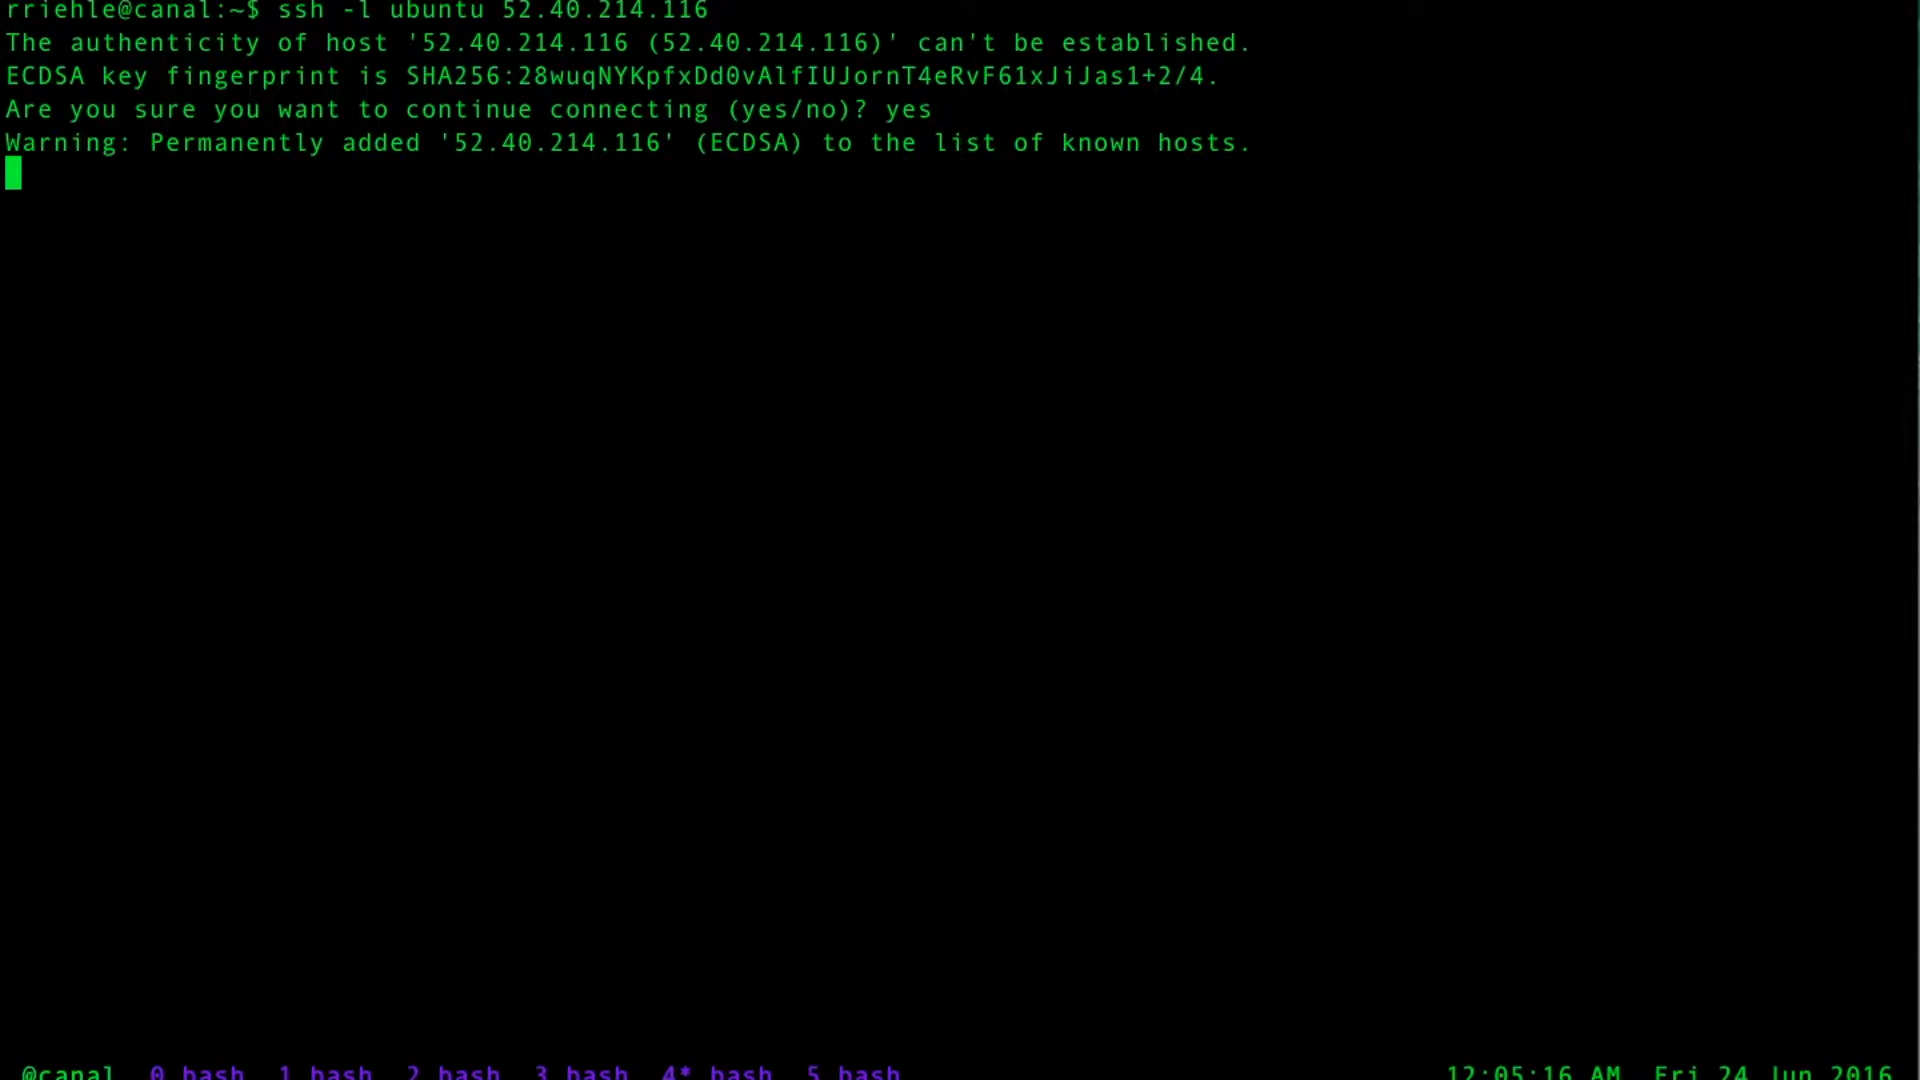 rriehle@canal:~$ ssh -l ubuntu 52.40.214.116
The authenticity of host '52.40.214.116 (52.40.214.116)' can't be established.
ECDSA key fingerprint is SHA256:28wuqNYKpfxDd0vAlfIUJornT4eRvF61xJiJas1+2/4.
Are you sure you want to continue connecting (yes/no)? yes
Warning: Permanently added '52.40.214.116' (ECDSA) to the list of known hosts.
@canal 0 bash 1 bash 2 bash 3 bash 4* bash 5 bash 12:05:16 AM Fri 24 Jun 2016